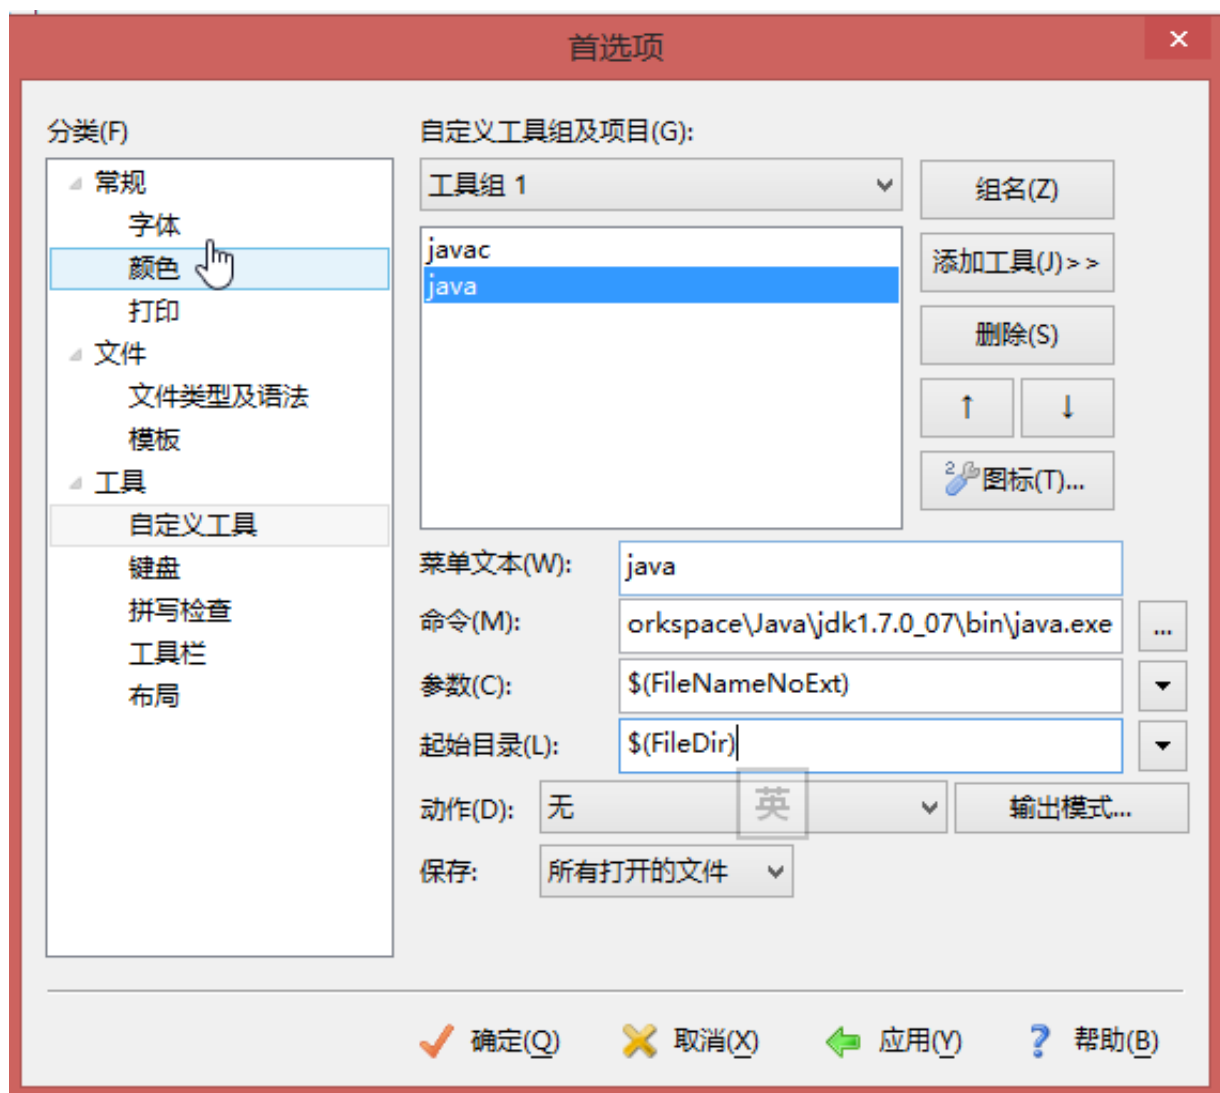 首选项
分类(F)
常规
字体
颜色
打印
文件
文件类型及语法
模板
工具
自定义工具
键盘
拼写检查
工具栏
布局
自定义工具组及项目(G):
工具组 1
组名(Z)
javac
java
添加工具(J)>>
删除(S)
↑
↓
2 图标(T)...
菜单文本(W):
java
命令(M):
orkspace\Java\jdk1.7.0_07\bin\java.exe
...
参数(C):
$(FileNameNoExt)
起始目录(L):
$(FileDir)
动作(D):
无
英
输出模式...
保存:
所有打开的文件
确定(Q)
取消(X)
应用(Y)
帮助(B)